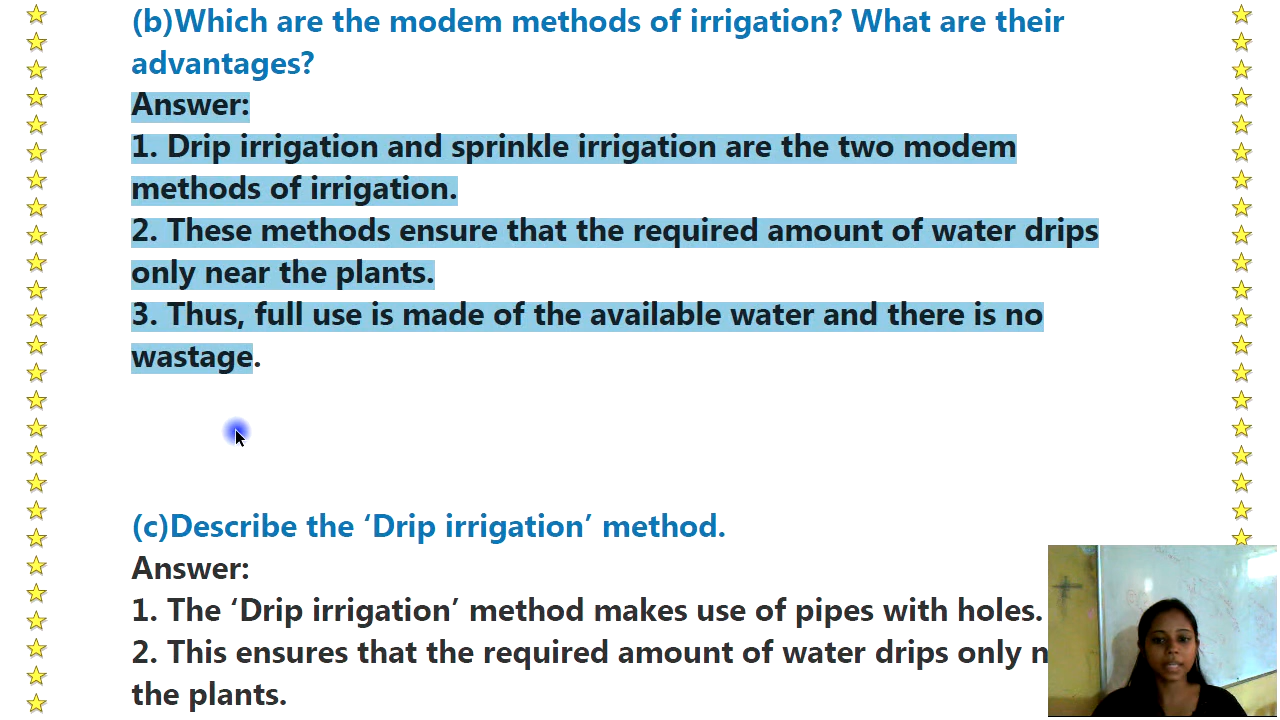 (b)Which are the modem methods of irrigation? What are their
advantages?
Answer:
1. Drip irrigation and sprinkle irrigation are the two modem
methods of irrigation.
2. These methods ensure that the required amount of water drips
only near the plants.
3. Thus, full use is made of the available water and there is no
wastage.
(c)Describe the ‘Drip irrigation’ method.
Answer:
1. The ‘Drip irrigation’ method makes use of pipes with holes.
2. This ensures that the required amount of water drips only
the plants.